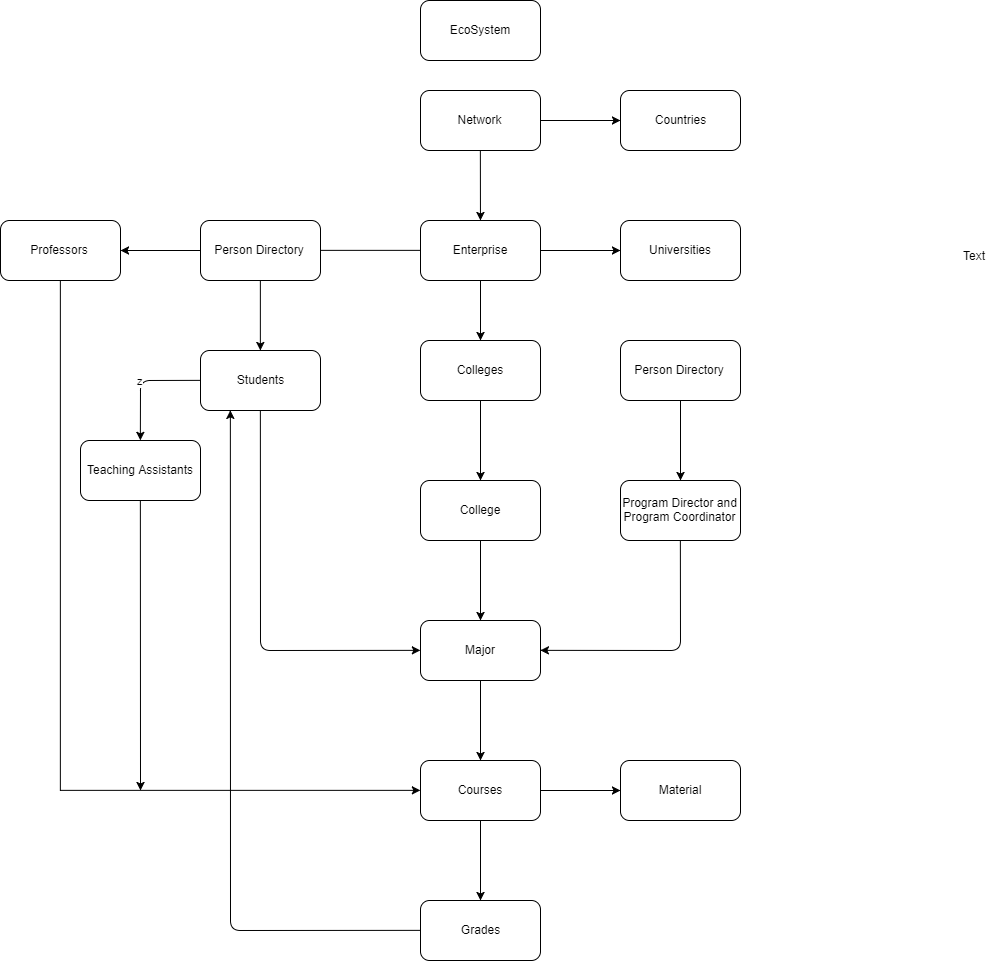 EcoSystem
Network
Countries
Professors
Person Directory
Enterprise
Universities
Text
Students
Colleges
Person Directory
z
Teaching Assistants
College
Program Director and
Program Coordinator
Major
Courses
Material
Grades